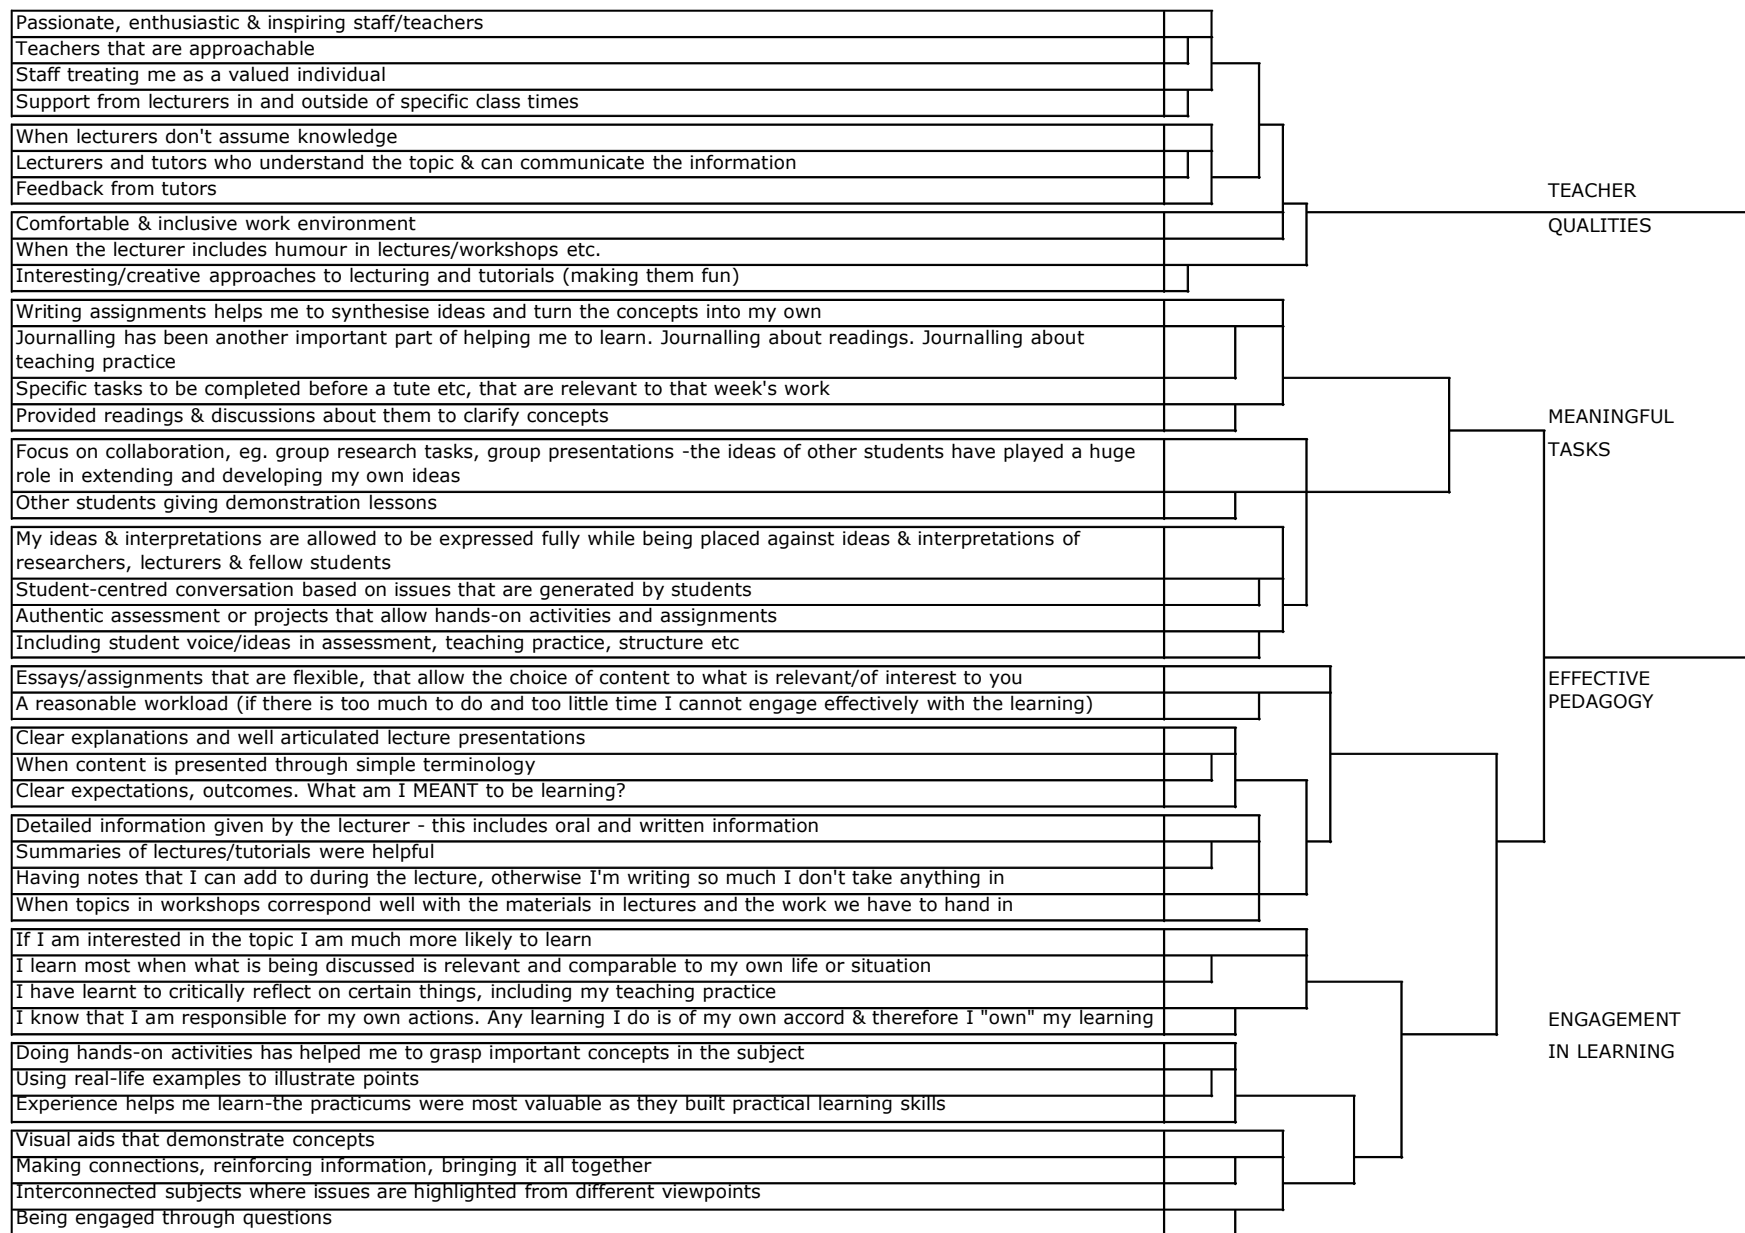 Passionate, enthusiastic & inspiring staff/teachers
Teachers that are approachable
Staff treating me as a valued individual
Support from lecturers in and outside of specific class times
When lecturers don't assume knowledge
Lecturers and tutors who understand the topic & can communicate the information
Feedback from tutors
Comfortable & inclusive work environment
When the lecturer includes humour in lectures/workshops etc.
Interesting/creative approaches to lecturing and tutorials (making them fun)
TEACHER
QUALITIES
Writing assignments helps me to synthesise ideas and turn the concepts into my own
Journalling has been another important part of helping me to learn. Journalling about readings. Journalling about
teaching practice
Specific tasks to be completed before a tute etc, that are relevant to that week's work
Provided readings & discussions about them to clarify concepts
Focus on collaboration, eg. group research tasks, group presentations -the ideas of other students have played a huge
role in extending and developing my own ideas
Other students giving demonstration lessons
My ideas & interpretations are allowed to be expressed fully while being placed against ideas & interpretations of
researchers, lecturers & fellow students
Student-centred conversation based on issues that are generated by students
Authentic assessment or projects that allow hands-on activities and assignments
Including student voice/ideas in assessment, teaching practice, structure etc
MEANINGFUL
TASKS
Essays/assignments that are flexible, that allow the choice of content to what is relevant/of interest to you
A reasonable workload (if there is too much to do and too little time I cannot engage effectively with the learning)
Clear explanations and well articulated lecture presentations
When content is presented through simple terminology
Clear expectations, outcomes. What am I MEANT to be learning?
Detailed information given by the lecturer - this includes oral and written information
Summaries of lectures/tutorials were helpful
Having notes that I can add to during the lecture, otherwise I'm writing so much I don't take anything in
When topics in workshops correspond well with the materials in lectures and the work we have to hand in
EFFECTIVE
PEDAGOGY
If I am interested in the topic I am much more likely to learn
I learn most when what is being discussed is relevant and comparable to my own life or situation
I have learnt to critically reflect on certain things, including my teaching practice
I know that I am responsible for my own actions. Any learning I do is of my own accord & therefore I "own" my learning
Doing hands-on activities has helped me to grasp important concepts in the subject
Using real-life examples to illustrate points
Experience helps me learn-the practicums were most valuable as they built practical learning skills
Visual aids that demonstrate concepts
Making connections, reinforcing information, bringing it all together
Interconnected subjects where issues are highlighted from different viewpoints
Being engaged through questions
ENGAGEMENT
IN LEARNING